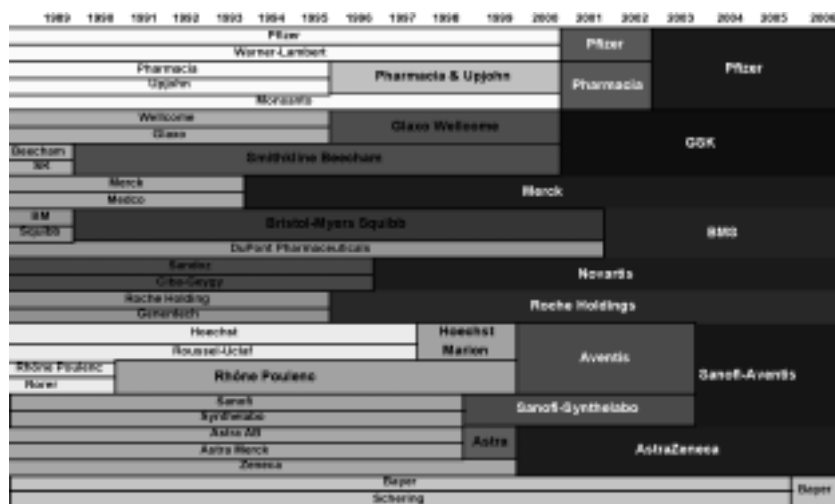 1989 1990 1991 1992 1993 1994 1995 1996 1997 1998 1999 2000 2001 2002 2003 2004 2005 2006
Pfizer
Warner-Lambert
Pfizer
Pfizer
Pharmacia
Upjohn
Pharmacia & Upjohn
Pharmacia
Monsanto
Wellcome
Glaxo
Glaxo Wellcome
GSK
Beecham
SK
Smithkline Beecham
Merck
Medco
Merck
BM
Squibb
Bristol-Myers Squibb
BMS
DuPont Pharmaceuticals
Sandoz
Ciba-Geygy
Novartis
Roche Holding
Genentech
Roche Holdings
Hoechst
Roussel-Uclaf
Hoechst
Marion
Aventis
Rhône Poulenc
Rorer
Rhône Poulenc
Sanofi-Aventis
Sanofi
Synthelabo
Sanofi-Synthelabo
Astra AB
Astra Merck
Astra
AstraZeneca
Zeneca
Bayer
Schering
Bayer